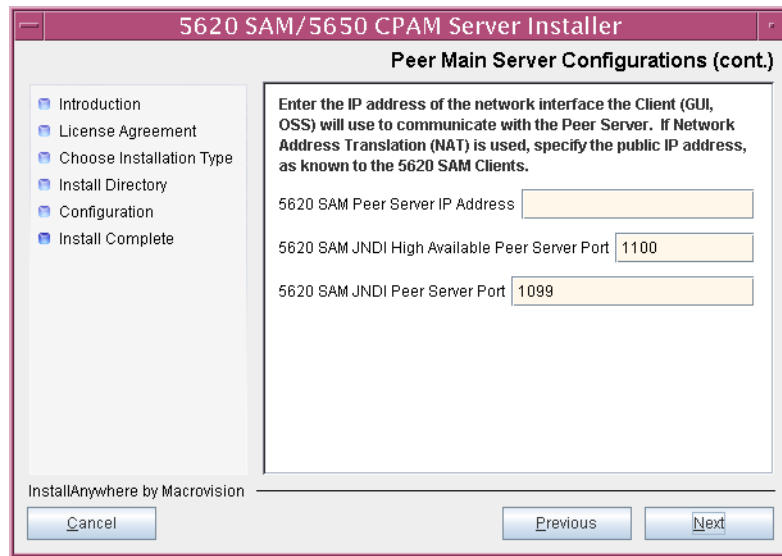 5620 SAM/5650 CPAM Server Installer
Peer Main Server Configurations (cont.)
Introduction
License Agreement
Choose Installation Type
Install Directory
Configuration
Install Complete
Enter the IP address of the network interface the Client (GUI,
OSS) will use to communicate with the Peer Server. If Network
Address Translation (NAT) is used, specify the public IP address,
as known to the 5620 SAM Clients.
5620 SAM Peer Server IP Address
5620 SAM JNDI High Available Peer Server Port 1100
5620 SAM JNDI Peer Server Port 1099
InstallAnywhere by Macrovision
Cancel Previous Next